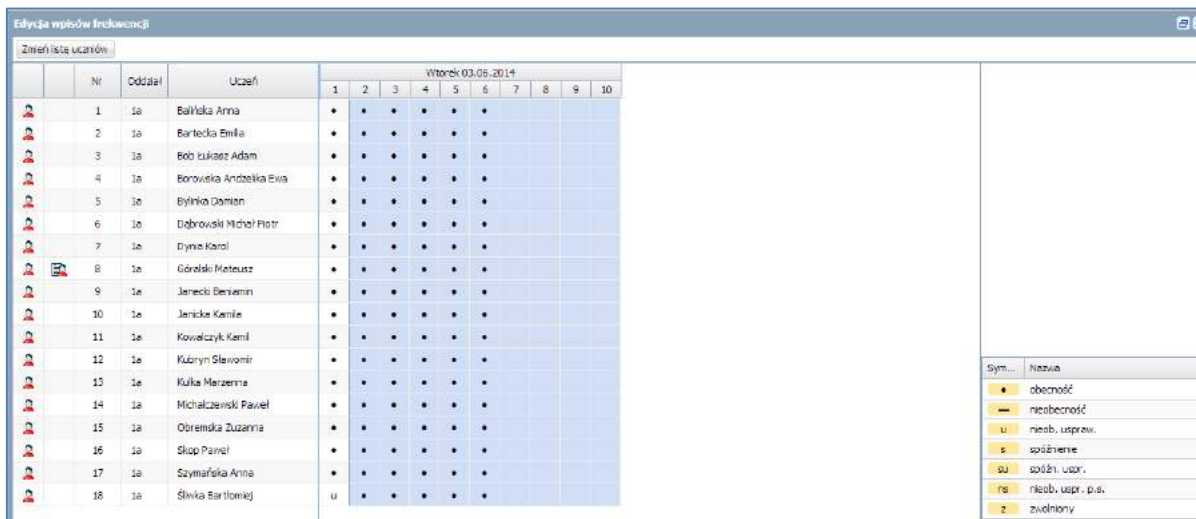 Edycja wpisów frekwencji
Zmień listę uczniów
Nr Oddział Uczeń Wtorek 03.06.2014
1 2 3 4 5 6 7 8 9 10
1 1a Balińska Anna • • • • • •
2 1a Bartecka Emilia • • • • • •
3 1a Bob Łukasz Adam • • • • • •
4 1a Borowska Andżelika Ewa • • • • • •
5 1a Bylinka Damian • • • • • •
6 1a Dąbrowski Michał Piotr • • • • • •
7 1a Dynia Karol • • • • • •
8 1a Góralski Mateusz • • • • • •
9 1a Janecki Beniamin • • • • • •
10 1a Janicka Kamila • • • • • •
11 1a Kowalczyk Kamil • • • • • •
12 1a Kubryn Sławomir • • • • • •
13 1a Kulka Marzenna • • • • • •
14 1a Michalczewski Paweł • • • • • •
15 1a Obremska Zuzanna • • • • • •
16 1a Skop Paweł • • • • • •
17 1a Szymańska Anna • • • • • •
18 1a Śliwka Bartłomiej u • • • • •
Sym... Nazwa
• obecność
— nieobecność
u nieob. uspraw.
s spóźnienie
su spóźn. uspr.
ns nieob. uspr. p.s.
z zwolniony